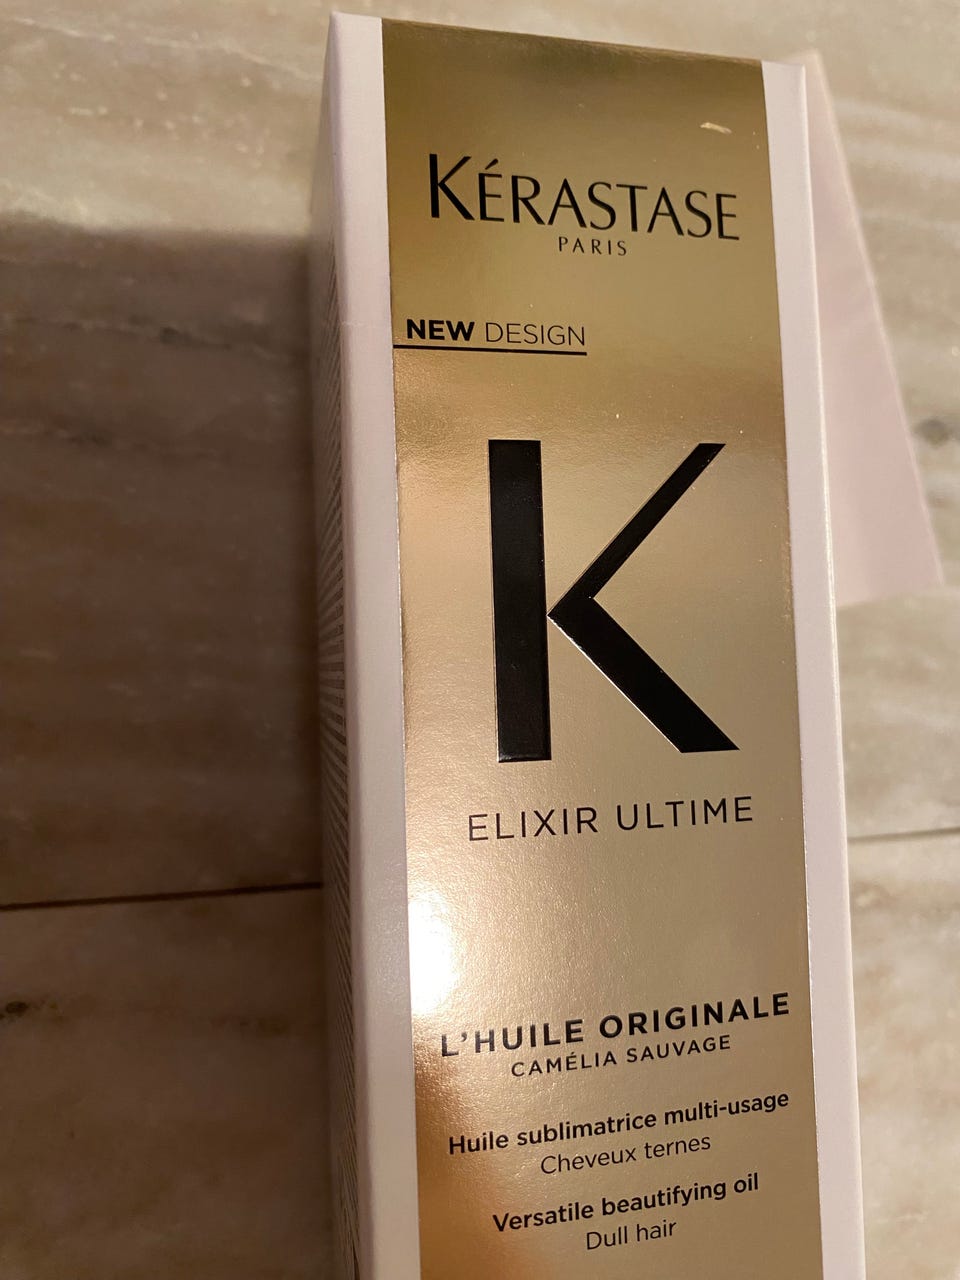 KÉRASTASE
PARIS
NEW DESIGN
K
ELIXIR ULTIME
L'HUILE ORIGINALE
CAMÉLIA SAUVAGE
Huile sublimatrice multi-usage
Cheveux ternes
Versatile beautifying oil
Dull hair